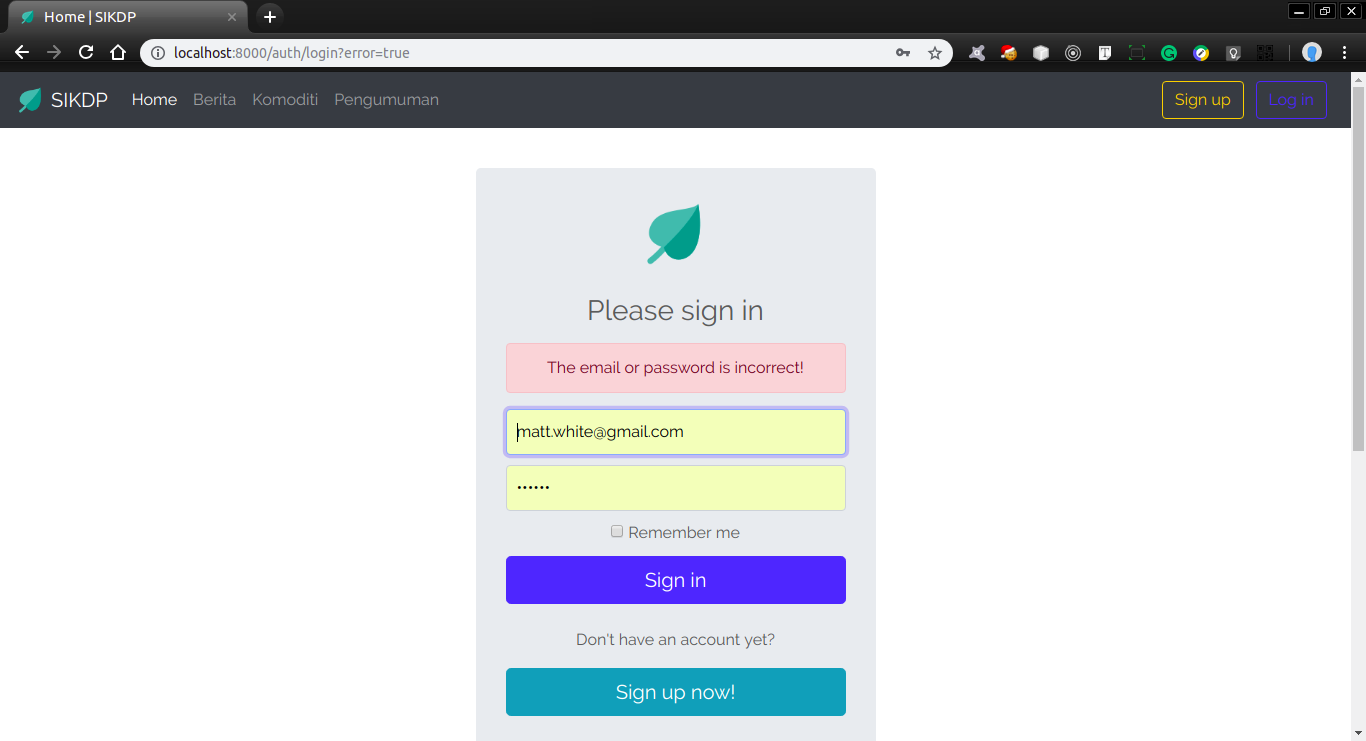 Home | SIKDP
localhost:8000/auth/login?error=true
SIKDP Home Berita Komoditi Pengumuman Sign up Log in
Please sign in
The email or password is incorrect!
matt.white@gmail.com
••••••
Remember me
Sign in
Don't have an account yet?
Sign up now!